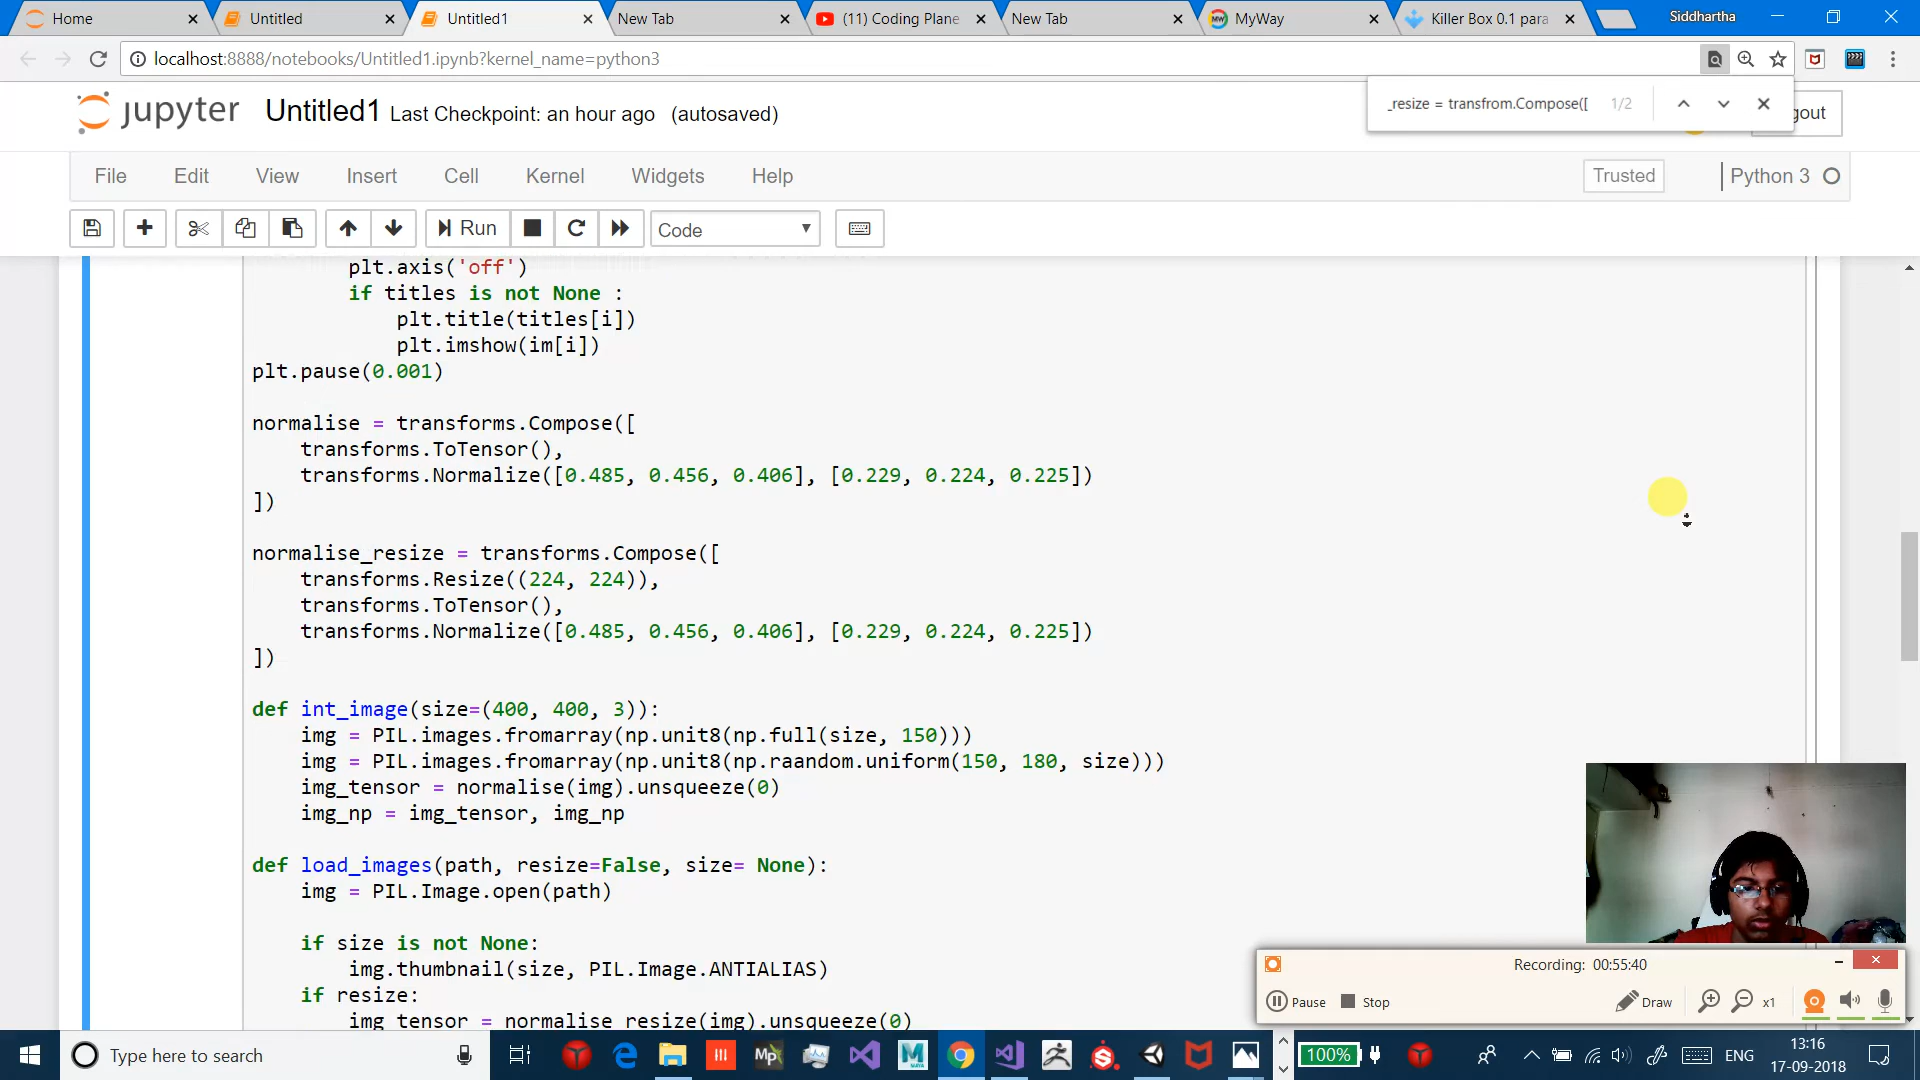 Home
Untitled
Untitled1
New Tab
(11) Coding Plane
New Tab
MyWay
Killer Box 0.1 para
Siddhartha
localhost:8888/notebooks/Untitled1.ipynb?kernel_name=python3
_resize = transfrom.Compose([ 1/2
jupyter Untitled1 Last Checkpoint: an hour ago (autosaved)
gout
File Edit View Insert Cell Kernel Widgets Help
Trusted
Python 3
Run
Code
plt.axis('off')
if titles is not None :
plt.title(titles[i])
plt.imshow(im[i])
plt.pause(0.001)
normalise = transforms.Compose([
transforms.ToTensor(),
transforms.Normalize([0.485, 0.456, 0.406], [0.229, 0.224, 0.225])
])
normalise_resize = transforms.Compose([
transforms.Resize((224, 224)),
transforms.ToTensor(),
transforms.Normalize([0.485, 0.456, 0.406], [0.229, 0.224, 0.225])
])
def int_image(size=(400, 400, 3)):
img = PIL.images.fromarray(np.unit8(np.full(size, 150)))
img = PIL.images.fromarray(np.unit8(np.raandom.uniform(150, 180, size)))
img_tensor = normalise(img).unsqueeze(0)
img_np = img_tensor, img_np
def load_images(path, resize=False, size= None):
img = PIL.Image.open(path)
if size is not None:
img.thumbnail(size, PIL.Image.ANTIALIAS)
if resize:
img_tensor = normalise_resize(img).unsqueeze(0)
Recording: 00:55:40
Pause
Stop
Draw
x1
Type here to search
100%
ENG
13:16
17-09-2018